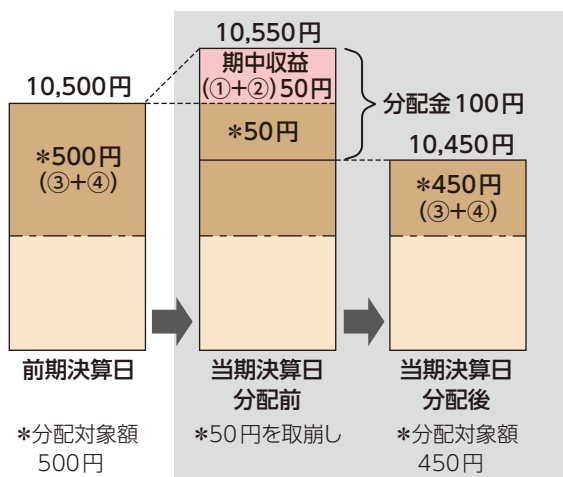 10,550円
10,500円
期中収益
(①+②)50円
分配金100円
*50円
10,450円
*500円
(③+④)
*450円
(③+④)
前期決算日
当期決算日
分配前
当期決算日
分配後
*分配対象額
500円
*50円を取崩し
*分配対象額
450円